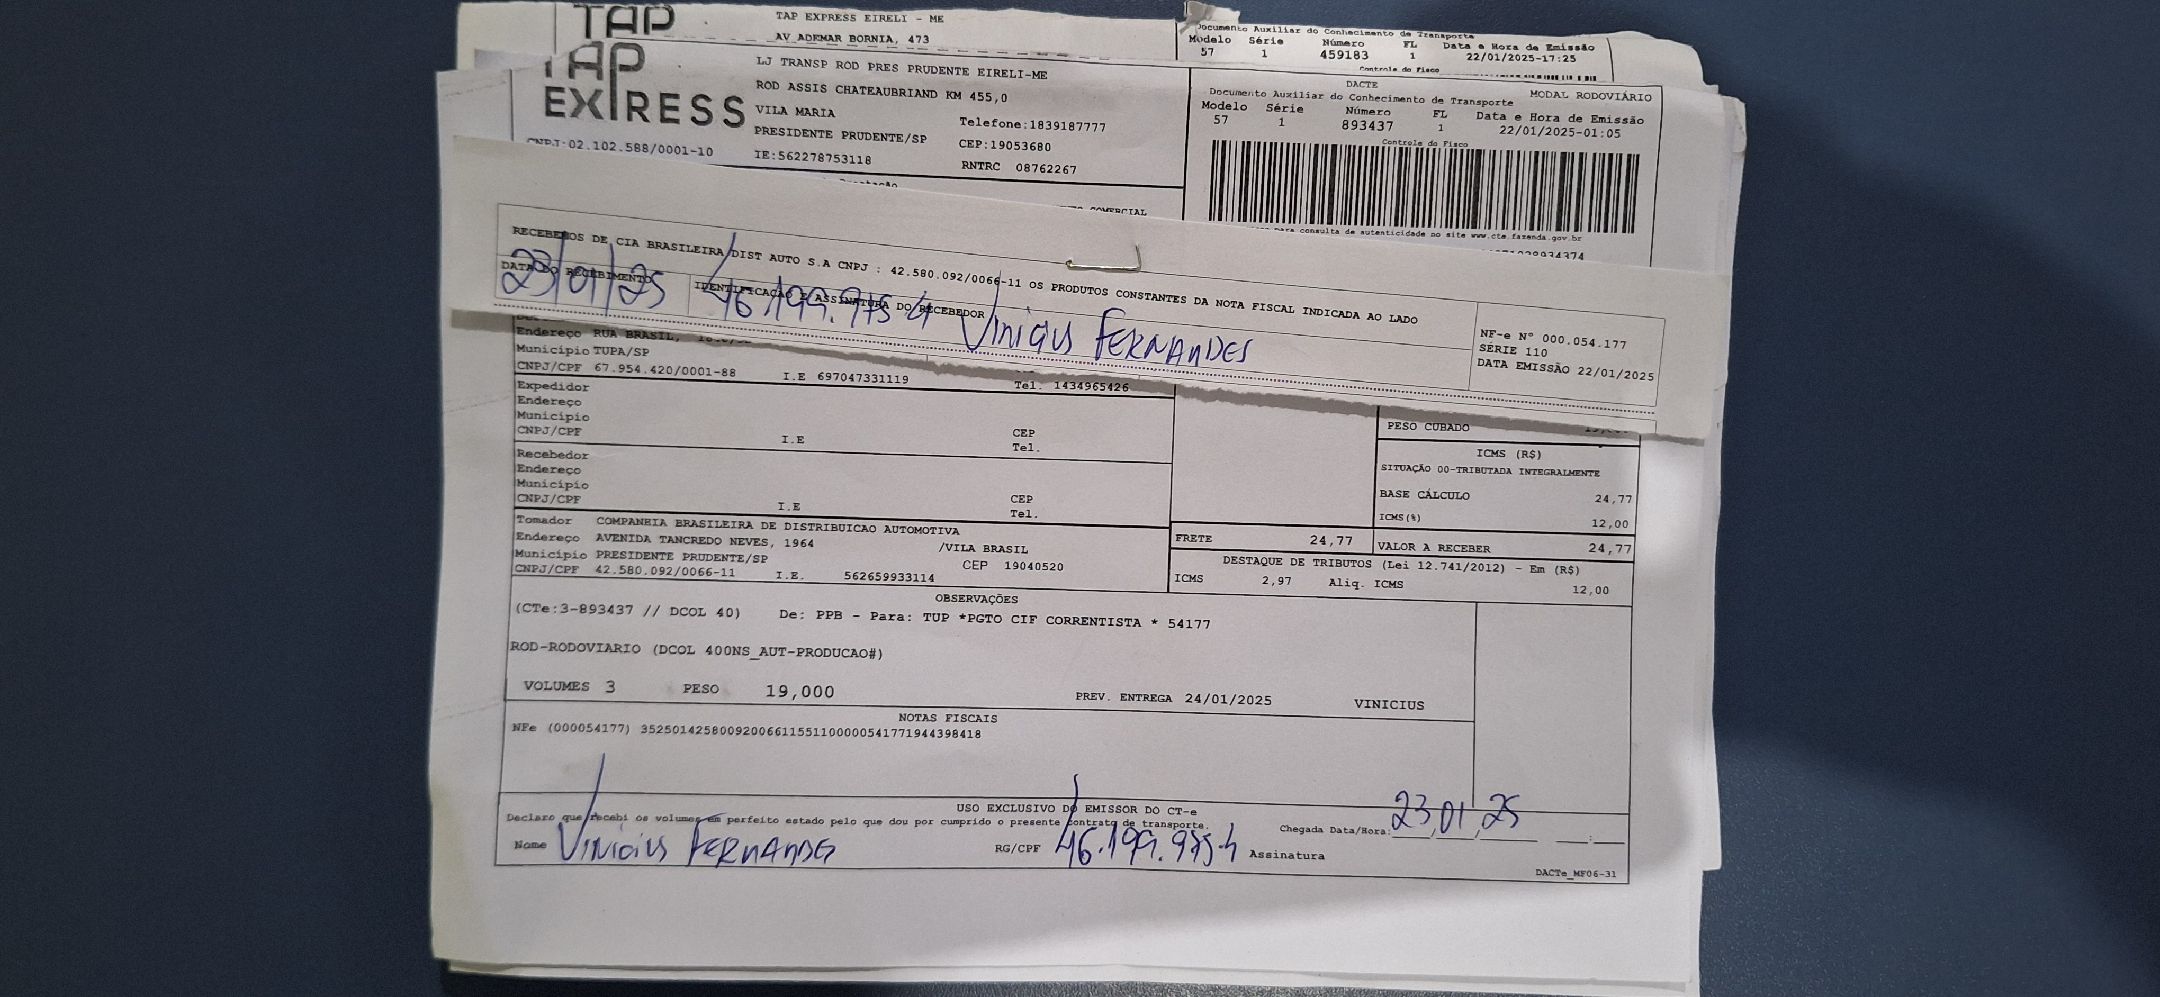 TAP
TAP EXPRESS EIRELI - ME
AV ADEMAR BORNIA, 473
Documento Auxiliar do Conhecimento de Transporte
Modelo Série Número FL Data e Hora de Emissão
57 1 459183 1 22/01/2025-17:25
Controle do Fisco
TAP
EXPRESS
CNPJ:02.102.588/0001-10
LJ TRANSP ROD PRES PRUDENTE EIRELI-ME
ROD ASSIS CHATEAUBRIAND KM 455,0
VILA MARIA
Telefone:1839187777
PRESIDENTE PRUDENTE/SP
CEP:19053680
IE:562278753118
RNTRC 08762267
DACTE MODAL RODOVIÁRIO
Documento Auxiliar do Conhecimento de Transporte
Modelo Série Número FL Data e Hora de Emissão
57 1 893437 1 22/01/2025-01:05
Controle do Fisco
COMERCIAL
para consulta de autenticidade no site www.cte.fazenda.gov.br
RECEBEMOS DE CIA BRASILEIRA DIST AUTO S.A CNPJ : 42.580.092/0066-11 OS PRODUTOS CONSTANTES DA NOTA FISCAL INDICADA AO LADO
DATA DO RECEBIMENTO
IDENTIFICAÇÃO E ASSINATURA DO RECEBEDOR
23/01/25 46.199.975-4 Vinicius FERNANDES
NF-e Nº 000.054.177
SÉRIE 110
DATA EMISSÃO 22/01/2025
Endereço RUA BRASIL,
Município TUPA/SP
CNPJ/CPF 67.954.420/0001-88 I.E 697047331119 Tel. 1434965426
Expedidor
Endereço
Município
CEP
CNPJ/CPF I.E Tel.
Recebedor
Endereço
Município
CEP
CNPJ/CPF I.E Tel.
PESO CUBADO
ICMS (R$)
SITUAÇÃO 00-TRIBUTADA INTEGRALMENTE
BASE CÁLCULO 24,77
ICMS(%) 12,00
Tomador COMPANHIA BRASILEIRA DE DISTRIBUICAO AUTOMOTIVA
Endereço AVENIDA TANCREDO NEVES, 1964 /VILA BRASIL
Município PRESIDENTE PRUDENTE/SP CEP 19040520
CNPJ/CPF 42.580.092/0066-11 I.E. 562659933114
FRETE 24,77 VALOR A RECEBER 24,77
DESTAQUE DE TRIBUTOS (Lei 12.741/2012) - Em (R$)
ICMS 2,97 Aliq. ICMS 12,00
OBSERVAÇÕES
(CTe:3-893437 // DCOL 40) De: PPB - Para: TUP *PGTO CIF CORRENTISTA * 54177
ROD-RODOVIARIO (DCOL 400NS_AUT-PRODUCAO#)
VOLUMES 3 PESO 19,000 PREV. ENTREGA 24/01/2025 VINICIUS
NOTAS FISCAIS
NFe (000054177) 35250142580092006611551100000541771944398418
USO EXCLUSIVO DO EMISSOR DO CT-e
Declaro que recebi os volumes em perfeito estado pelo que dou por cumprido o presente contrato de transporte.
Chegada Data/Hora: 23,01,25 :
Nome Vinicius FERNANDES RG/CPF 46.199.975-4 Assinatura
DACTe_MF06-31